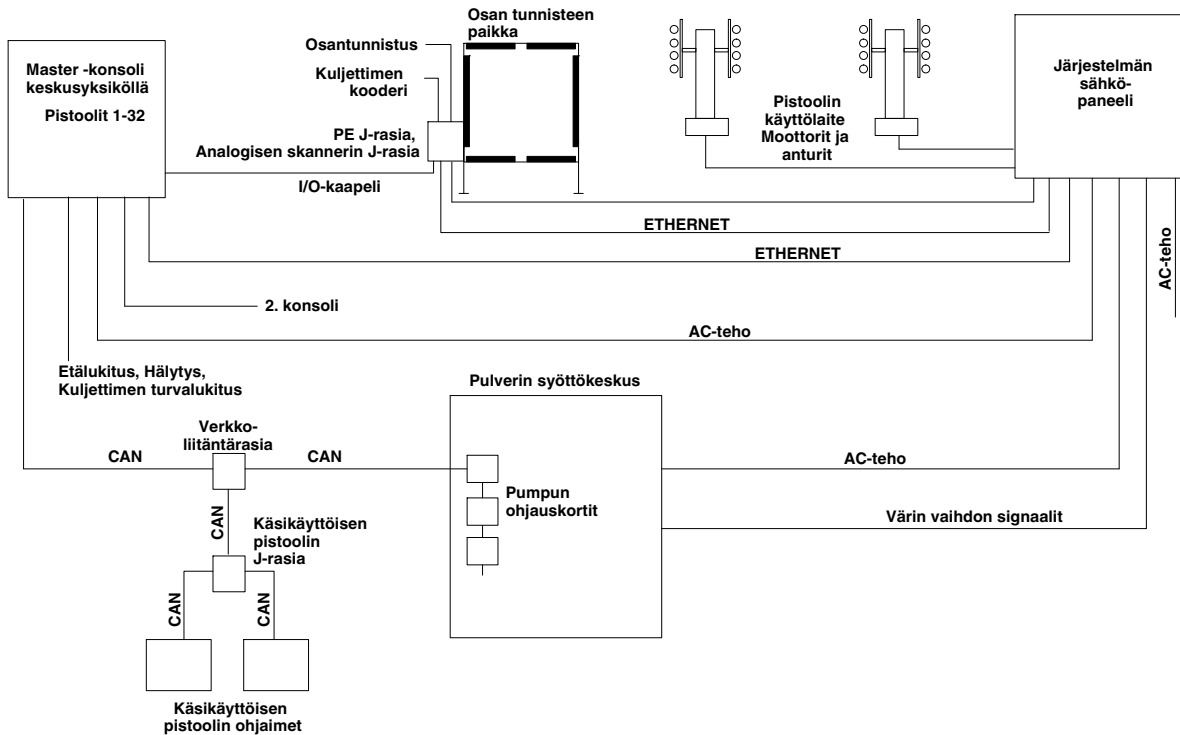 Osan tunnisteen
paikka
Master -konsoli
keskusyksiköllä
Pistoolit 1-32
Osantunnistus
Kuljettimen
kooderi
PE J-rasia,
Analogisen skannerin J-rasia
I/O-kaapeli
Pistoolin
käyttölaite
Moottorit ja
anturit
Järjestelmän
sähkö-
paneeli
ETHERNET
ETHERNET
AC-teho
2. konsoli
AC-teho
Etälukitus, Hälytys,
Kuljettimen turvalukitus
Pulverin syöttökeskus
Verkko-
liitäntärasia
CAN
CAN
AC-teho
Pumpun
ohjauskortit
CAN
Käsikäyttöisen
pistoolin
J-rasia
Värin vaihdon signaalit
CAN
CAN
Käsikäyttöisen
pistoolin ohjaimet